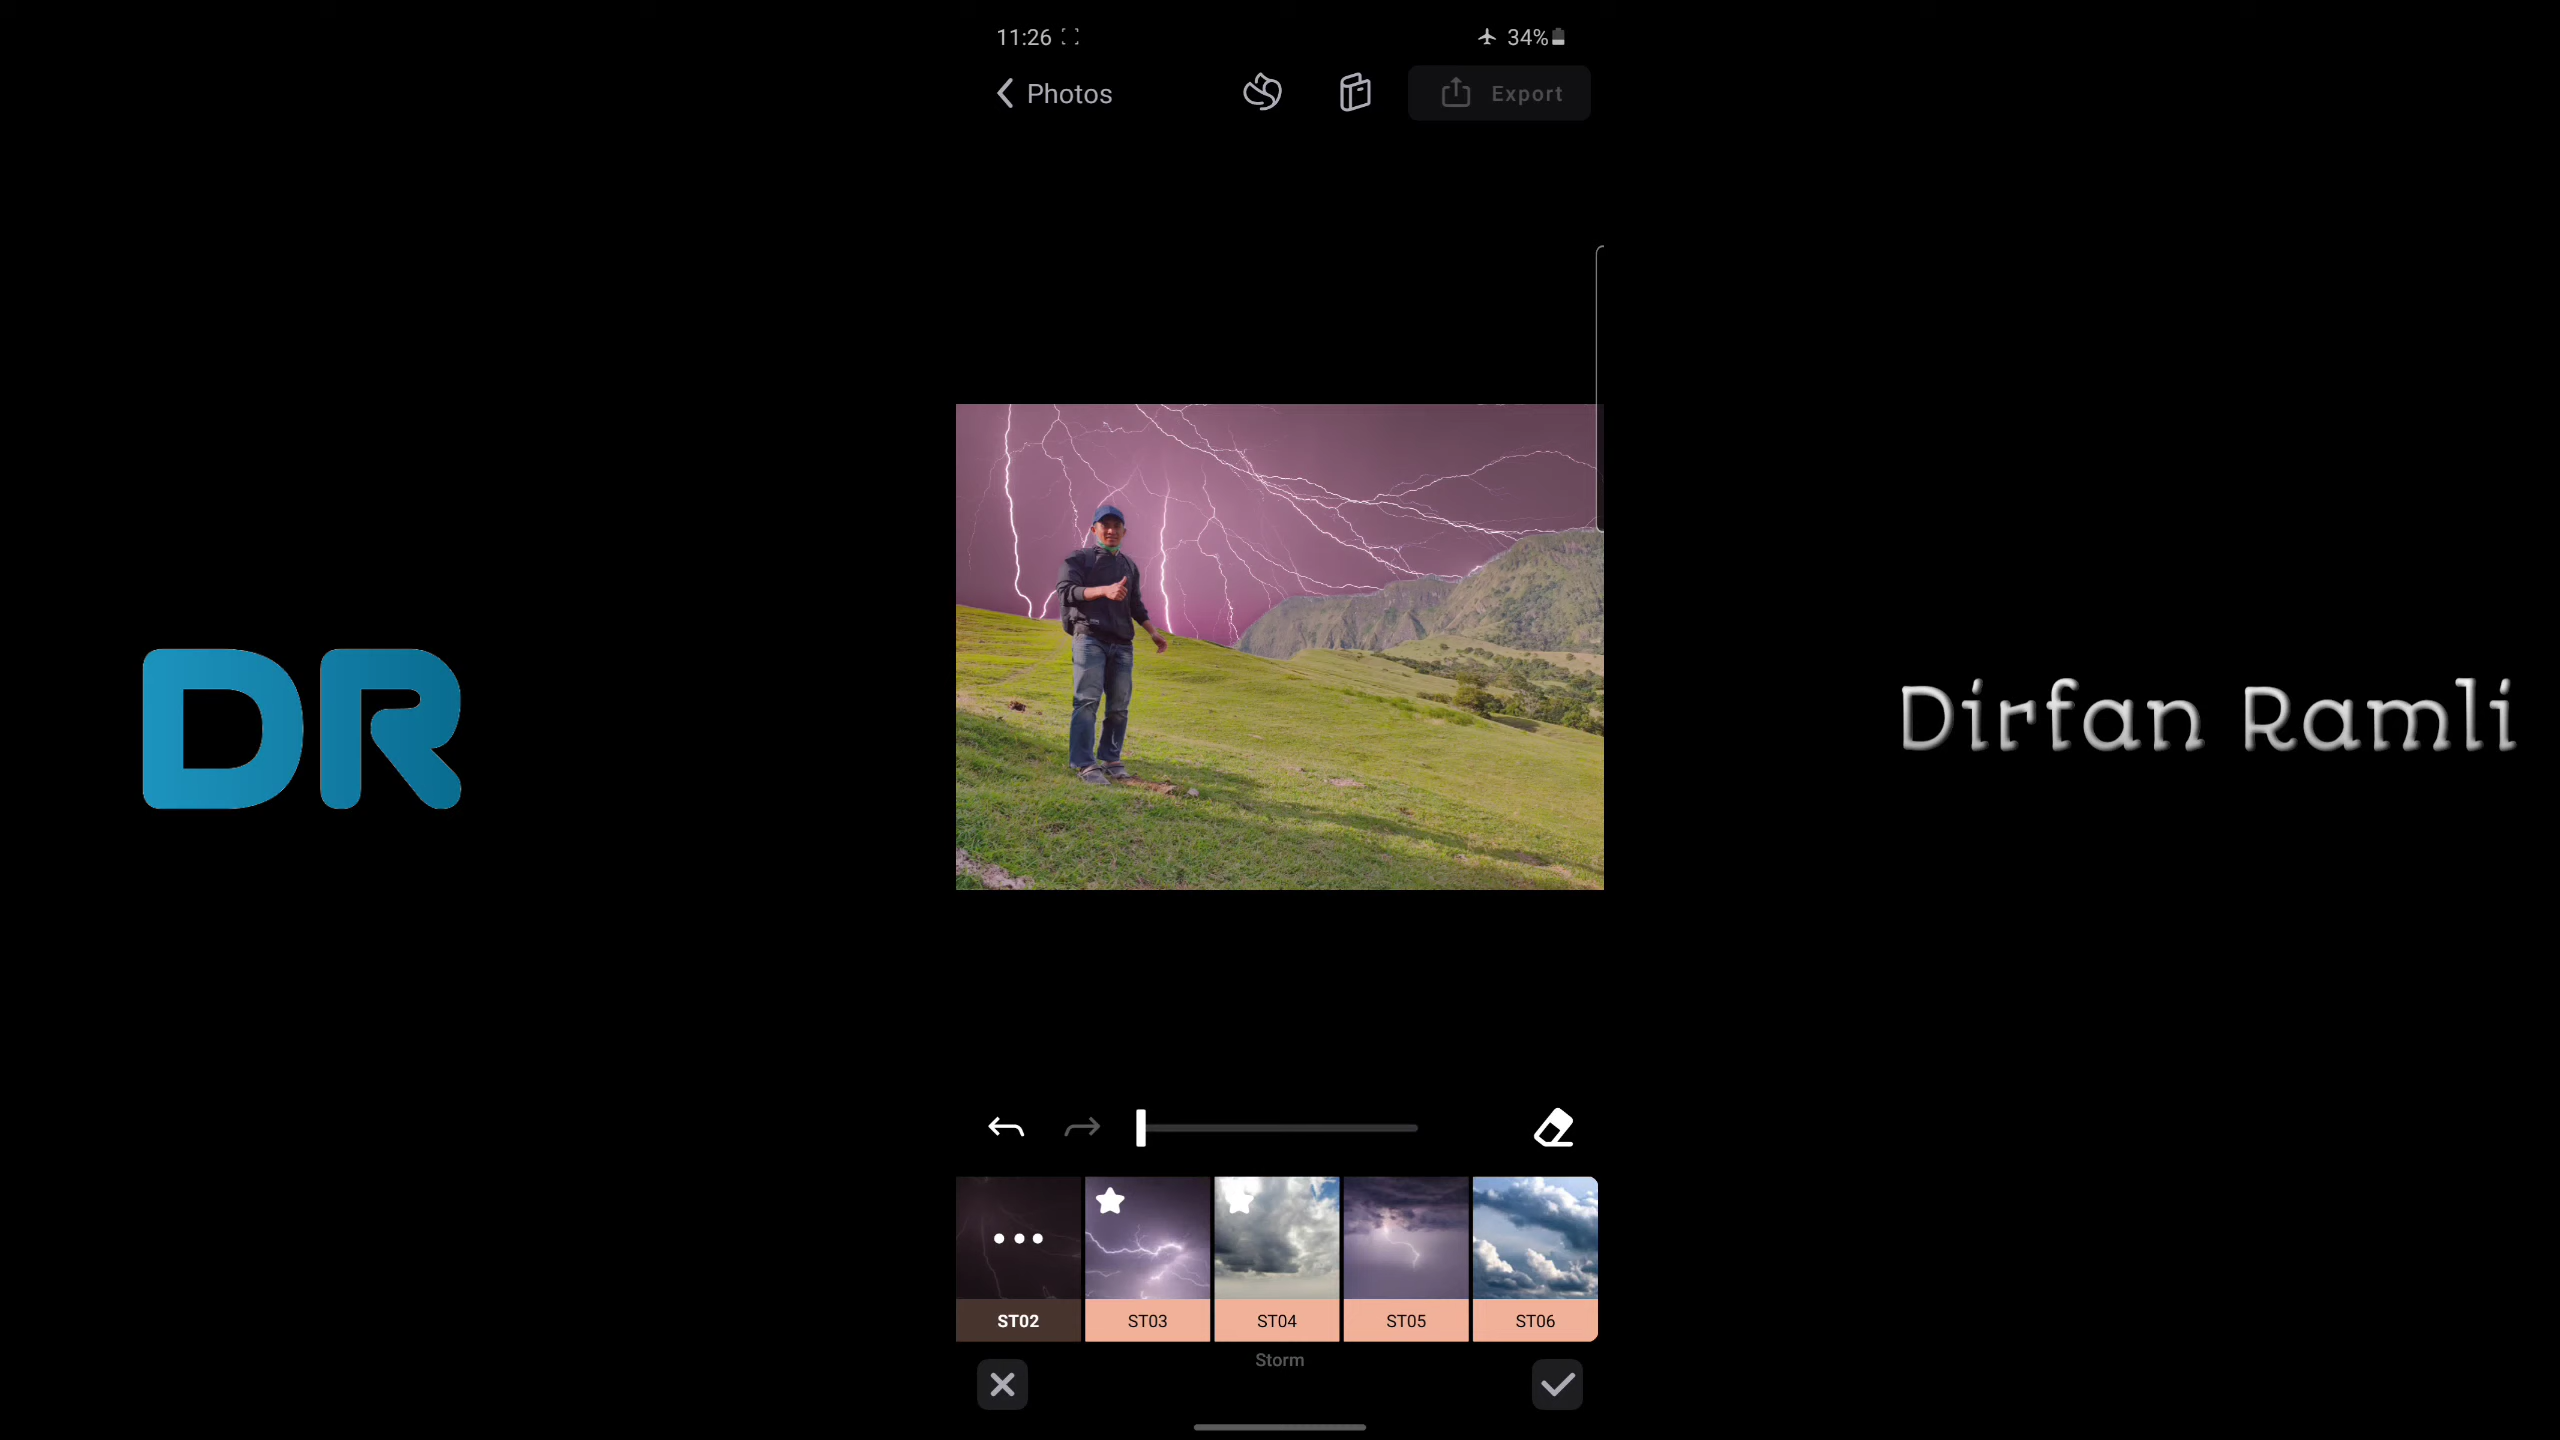 11:26
34%
Photos
Export
DR
Dirfan Ramli
ST02
ST03
ST04
ST05
ST06
Storm